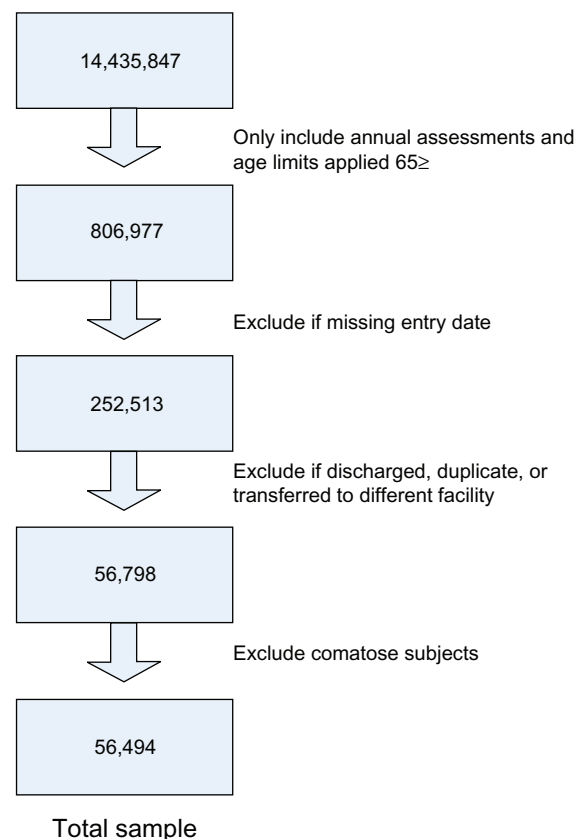 14,435,847
Only include annual assessments and
age limits applied 65≥
806,977
Exclude if missing entry date
252,513
Exclude if discharged, duplicate, or
transferred to different facility
56,798
Exclude comatose subjects
56,494
Total sample